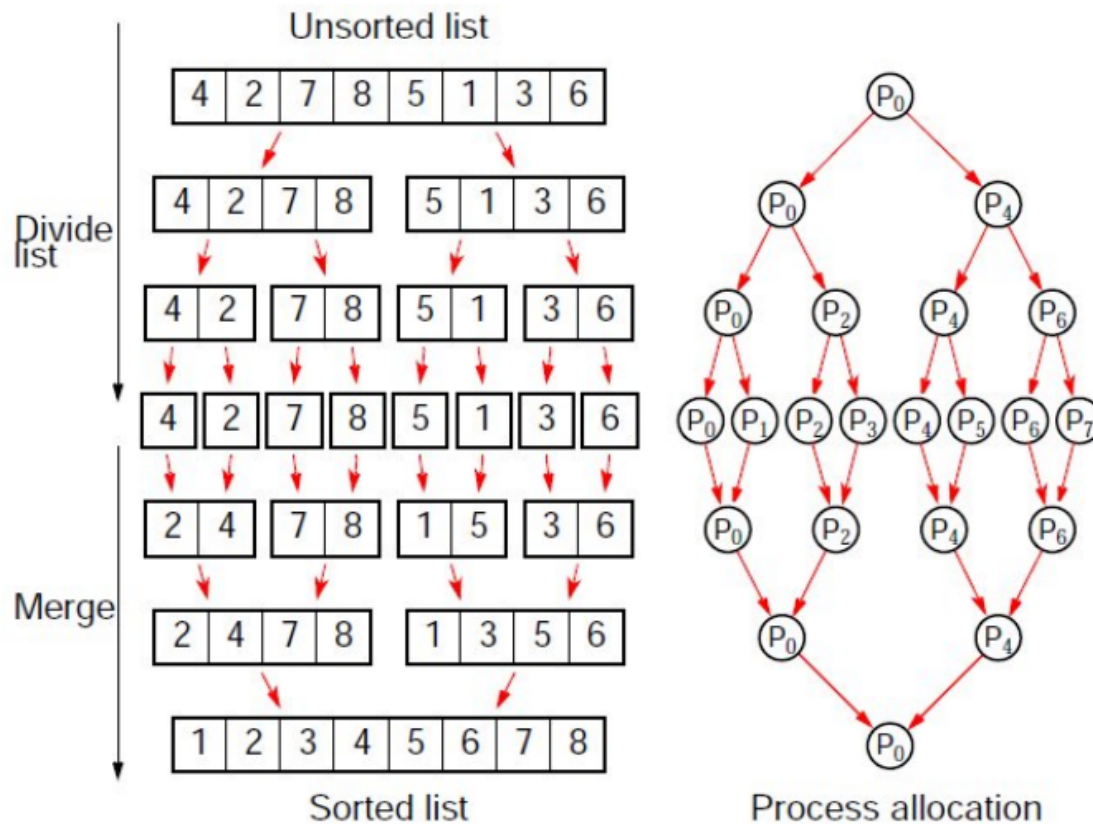 Unsorted list
4 2 7 8 5 1 3 6
P0
4 2 7 8 5 1 3 6
P0 P4
Divide
list
4 2 7 8 5 1 3 6
P0 P2 P4 P6
4 2 7 8 5 1 3 6
P0 P1 P2 P3 P4 P5 P6 P7
2 4 7 8 1 5 3 6
P0 P2 P4 P6
Merge
2 4 7 8 1 3 5 6
P0 P4
1 2 3 4 5 6 7 8
P0
Sorted list
Process allocation